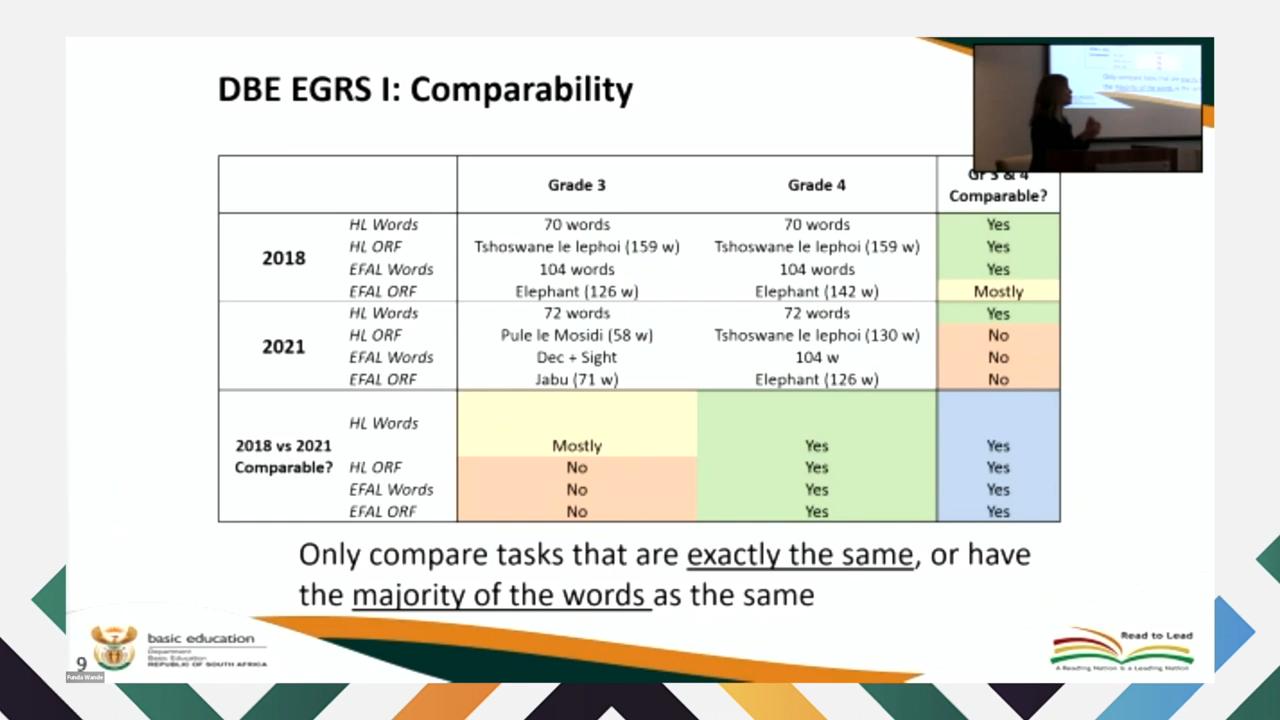 DBE EGRS I: Comparability
Grade 3 Grade 4 Gr 3 & 4
Comparable?
2018
HL Words 70 words 70 words Yes
HL ORF Tshoswane le lephoi (159 w) Tshoswane le lephoi (159 w) Yes
EFAL Words 104 words 104 words Yes
EFAL ORF Elephant (126 w) Elephant (142 w) Mostly
2021
HL Words 72 words 72 words Yes
HL ORF Pule le Mosidi (58 w) Tshoswane le lephoi (130 w) No
EFAL Words Dec + Sight 104 w No
EFAL ORF Jabu (71 w) Elephant (126 w) No
2018 vs 2021
Comparable?
HL Words Mostly Yes Yes
HL ORF No Yes Yes
EFAL Words No Yes Yes
EFAL ORF No Yes Yes
Only compare tasks that are exactly the same, or have
the majority of the words as the same
basic education
Department:
Basic Education
REPUBLIC OF SOUTH AFRICA
9
Funda Wande
Read to Lead
A Reading Nation is a Leading Nation